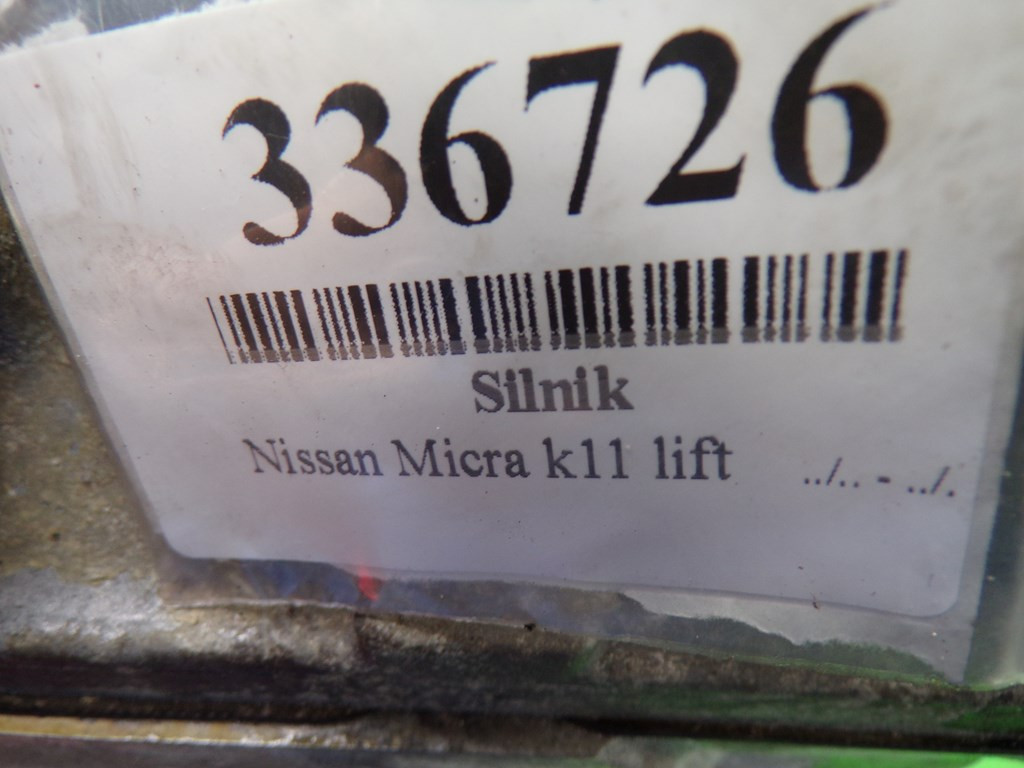 336726
Silnik
Nissan Micra k11 lift ../.. - ../.